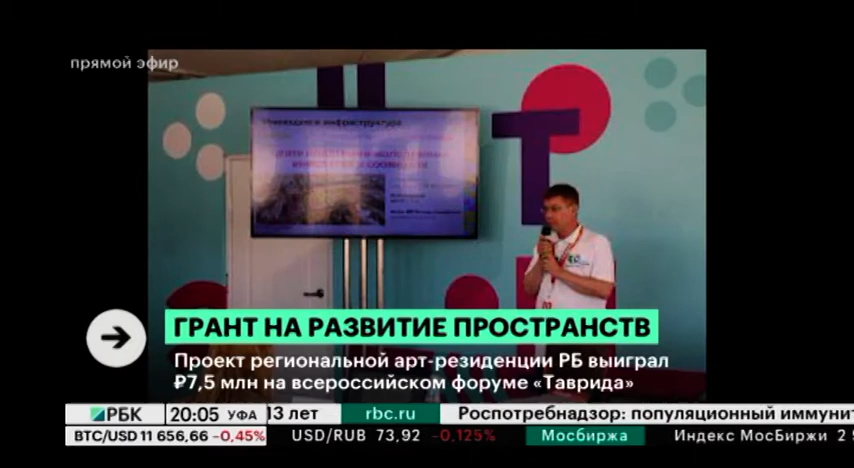 прямой эфир
Имеющаяся инфраструктура
Т
ГРАНТ НА РАЗВИТИЕ ПРОСТРАНСТВ
Проект региональной арт-резиденции РБ выиграл
₽7,5 млн на всероссийском форуме «Таврида»
РБК 20:05 УФА 13 лет rbc.ru Роспотребнадзор: популяционный иммунит
BTC/USD 11 656,66 -0,45% USD/RUB 73,92 -0,125% Мосбиржа Индекс МосБиржи 2